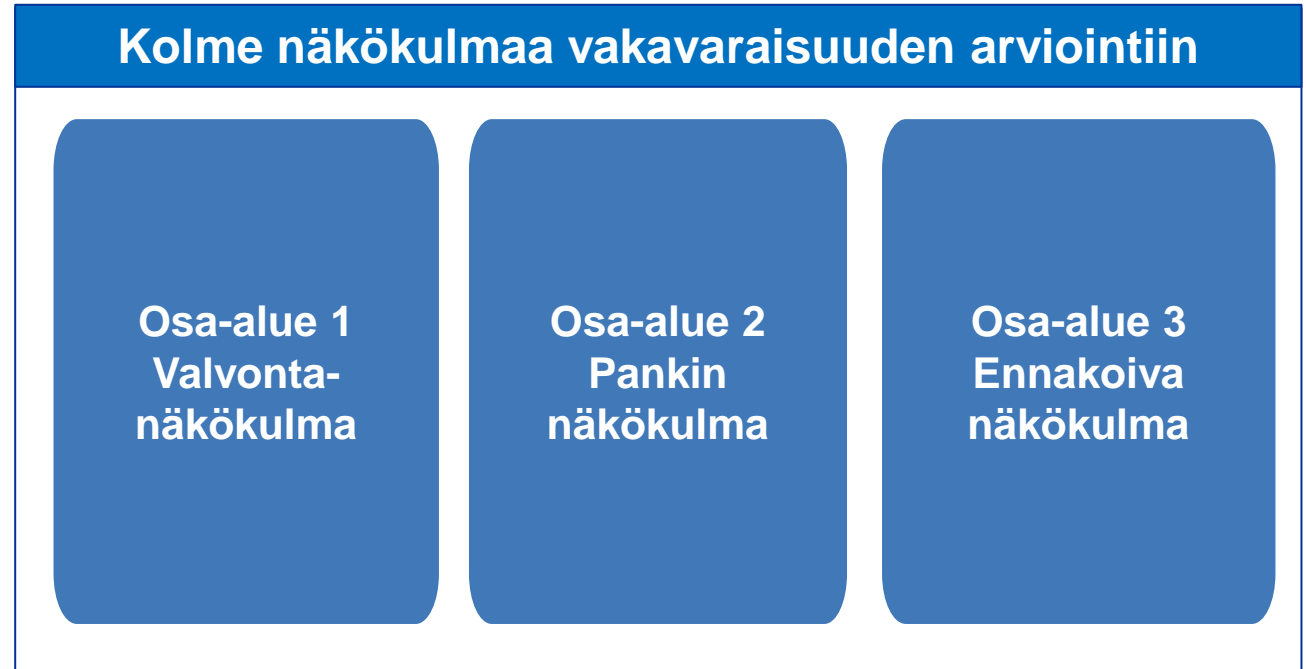 Kolme näkökulmaa vakavaraisuuden arviointiin
Osa-alue 1
Valvonta-
näkökulma
Osa-alue 2
Pankin
näkökulma
Osa-alue 3
Ennakoiva
näkökulma